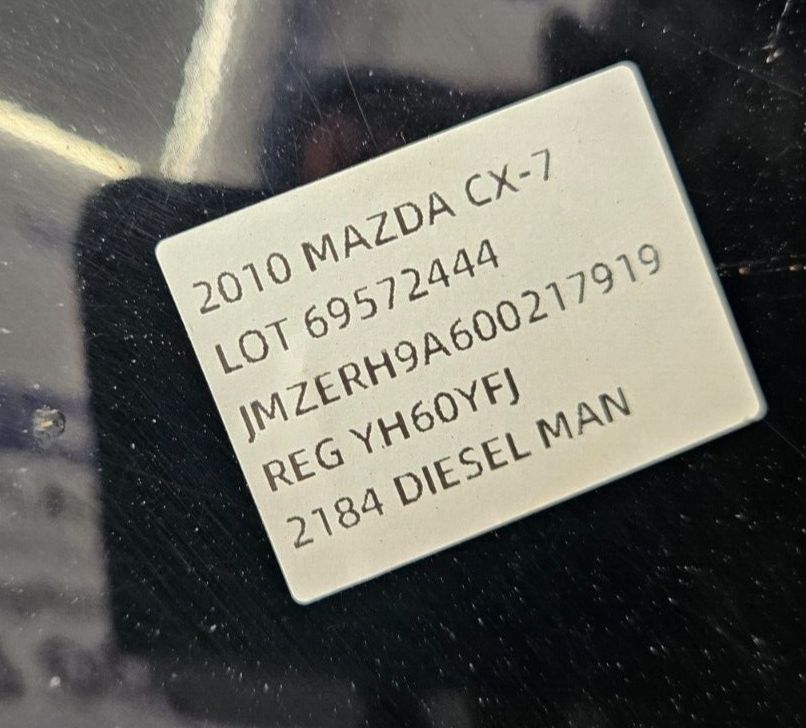 2010 MAZDA CX-7
LOT 69572444
JMZERH9A600217919
REG YH60YFJ
2184 DIESEL MAN